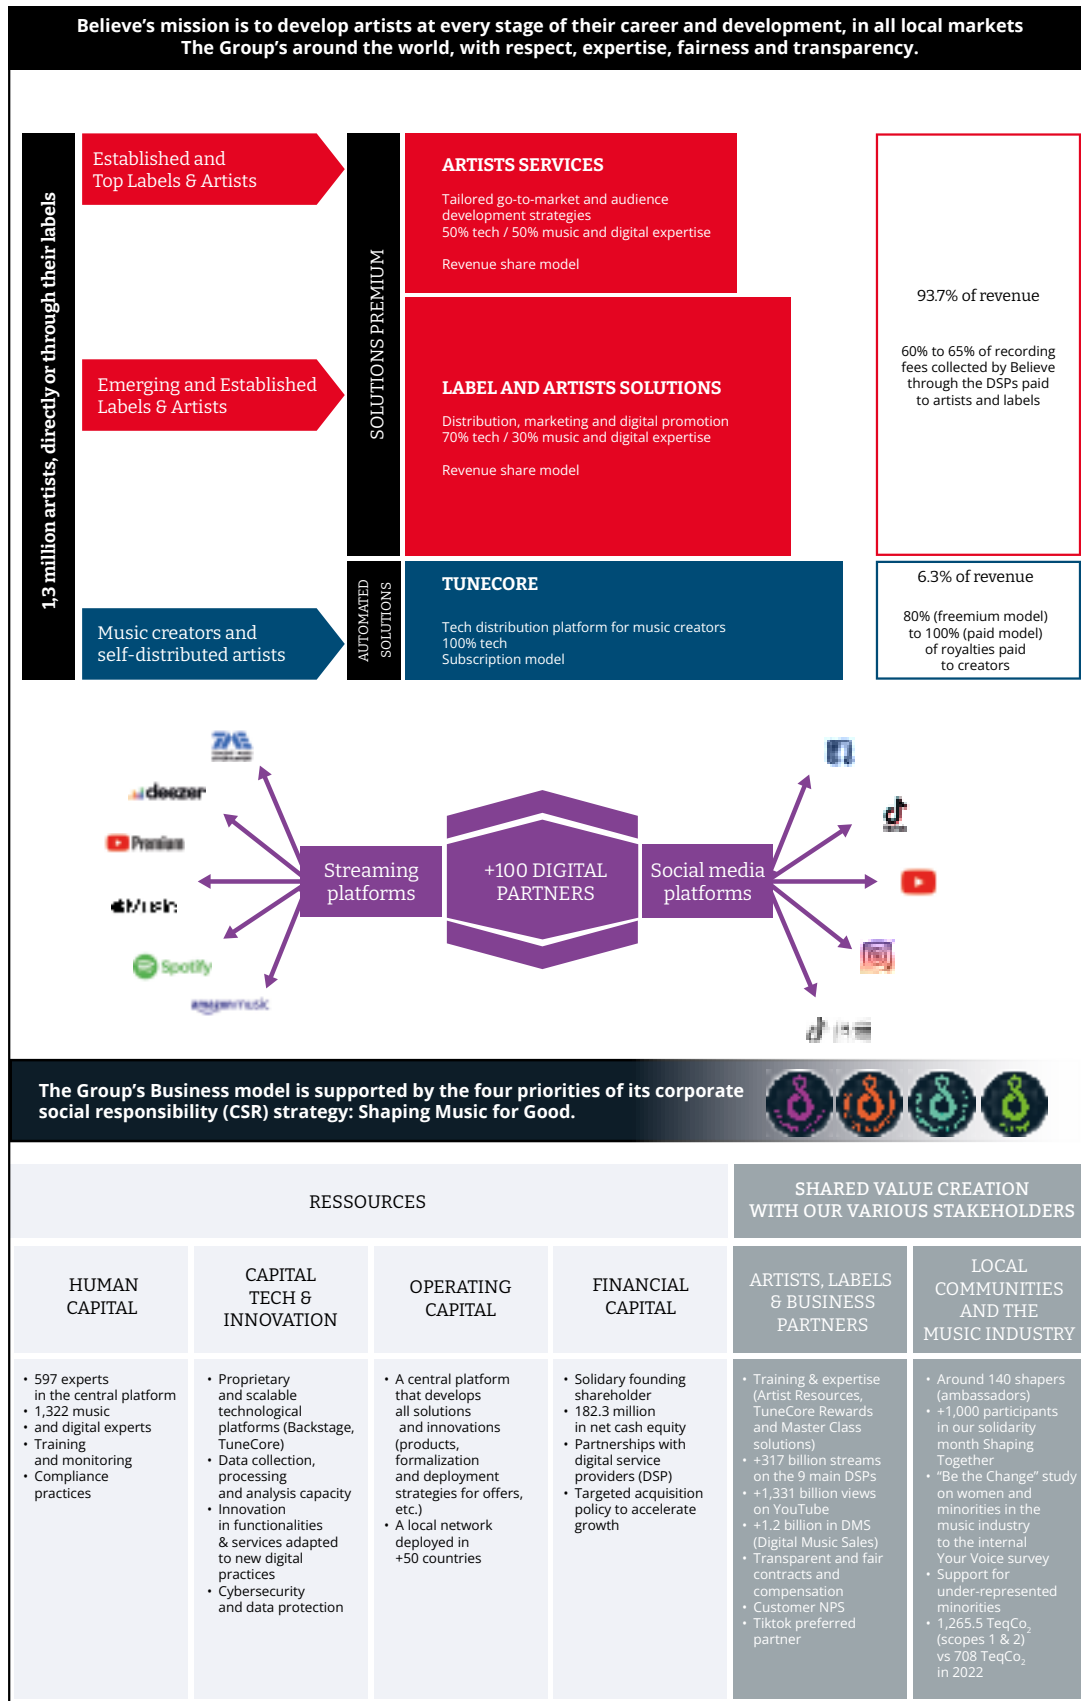 Believe’s mission is to develop artists at every stage of their career and development, in all local markets
The Group’s around the world, with respect, expertise, fairness and transparency.
1,3 million artists, directly or through their labels
Established and
Top Labels & Artists
SOLUTIONS PREMIUM
ARTISTS SERVICES
Tailored go-to-market and audience
development strategies
50% tech / 50% music and digital expertise
Revenue share model
Emerging and Established
Labels & Artists
LABEL AND ARTISTS SOLUTIONS
Distribution, marketing and digital promotion
70% tech / 30% music and digital expertise
Revenue share model
93.7% of revenue
60% to 65% of recording
fees collected by Believe
through the DSPs paid
to artists and labels
Music creators and
self-distributed artists
AUTOMATED
SOLUTIONS
TUNECORE
Tech distribution platform for music creators
100% tech
Subscription model
6.3% of revenue
80% (freemium model)
to 100% (paid model)
of royalties paid
to creators
deezer
Premium
Music
Spotify
amazon music
Streaming
platforms
+100 DIGITAL
PARTNERS
Social media
platforms
The Group’s Business model is supported by the four priorities of its corporate
social responsibility (CSR) strategy: Shaping Music for Good.
RESSOURCES
SHARED VALUE CREATION
WITH OUR VARIOUS STAKEHOLDERS
HUMAN
CAPITAL
• 597 experts
in the central platform
• 1,322 music
• and digital experts
• Training
and monitoring
• Compliance
practices
CAPITAL
TECH &
INNOVATION
• Proprietary
and scalable
technological
platforms (Backstage,
TuneCore)
• Data collection,
processing
and analysis capacity
• Innovation
in functionalities
& services adapted
to new digital
practices
• Cybersecurity
and data protection
OPERATING
CAPITAL
• A central platform
that develops
all solutions
and innovations
(products,
formalization
and deployment
strategies for offers,
etc.)
• A local network
deployed in
+50 countries
FINANCIAL
CAPITAL
• Solidary founding
shareholder
• 182.3 million
in net cash equity
• Partnerships with
digital service
providers (DSP)
• Targeted acquisition
policy to accelerate
growth
ARTISTS, LABELS
& BUSINESS
PARTNERS
• Training & expertise
(Artist Resources,
TuneCore Rewards
and Master Class
solutions)
• +317 billion streams
on the 9 main DSPs
• +1,331 billion views
on YouTube
• +1.2 billion in DMS
(Digital Music Sales)
• Transparent and fair
contracts and
compensation
• Customer NPS
• Tiktok preferred
partner
LOCAL
COMMUNITIES
AND THE
MUSIC INDUSTRY
• Around 140 shapers
(ambassadors)
• +1,000 participants
in our solidarity
month Shaping
Together
• “Be the Change” study
on women and
minorities in the
music industry
to the internal
Your Voice survey
• Support for
under-represented
minorities
• 1,265.5 TeqCo₂
(scopes 1 & 2)
vs 708 TeqCo₂
in 2022